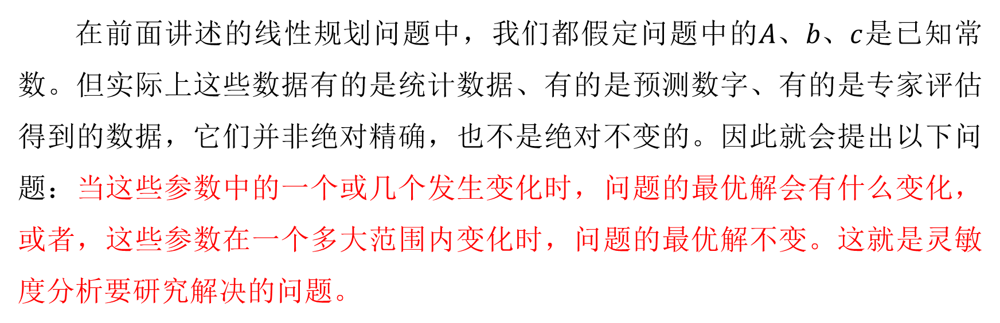 在前面讲述的线性规划问题中，我们都假定问题中的A、b、c是已知常
数。但实际上这些数据有的是统计数据、有的是预测数字、有的是专家评估
得到的数据，它们并非绝对精确，也不是绝对不变的。因此就会提出以下问
题：当这些参数中的一个或几个发生变化时，问题的最优解会有什么变化，
或者，这些参数在一个多大范围内变化时，问题的最优解不变。这就是灵敏
度分析要研究解决的问题。